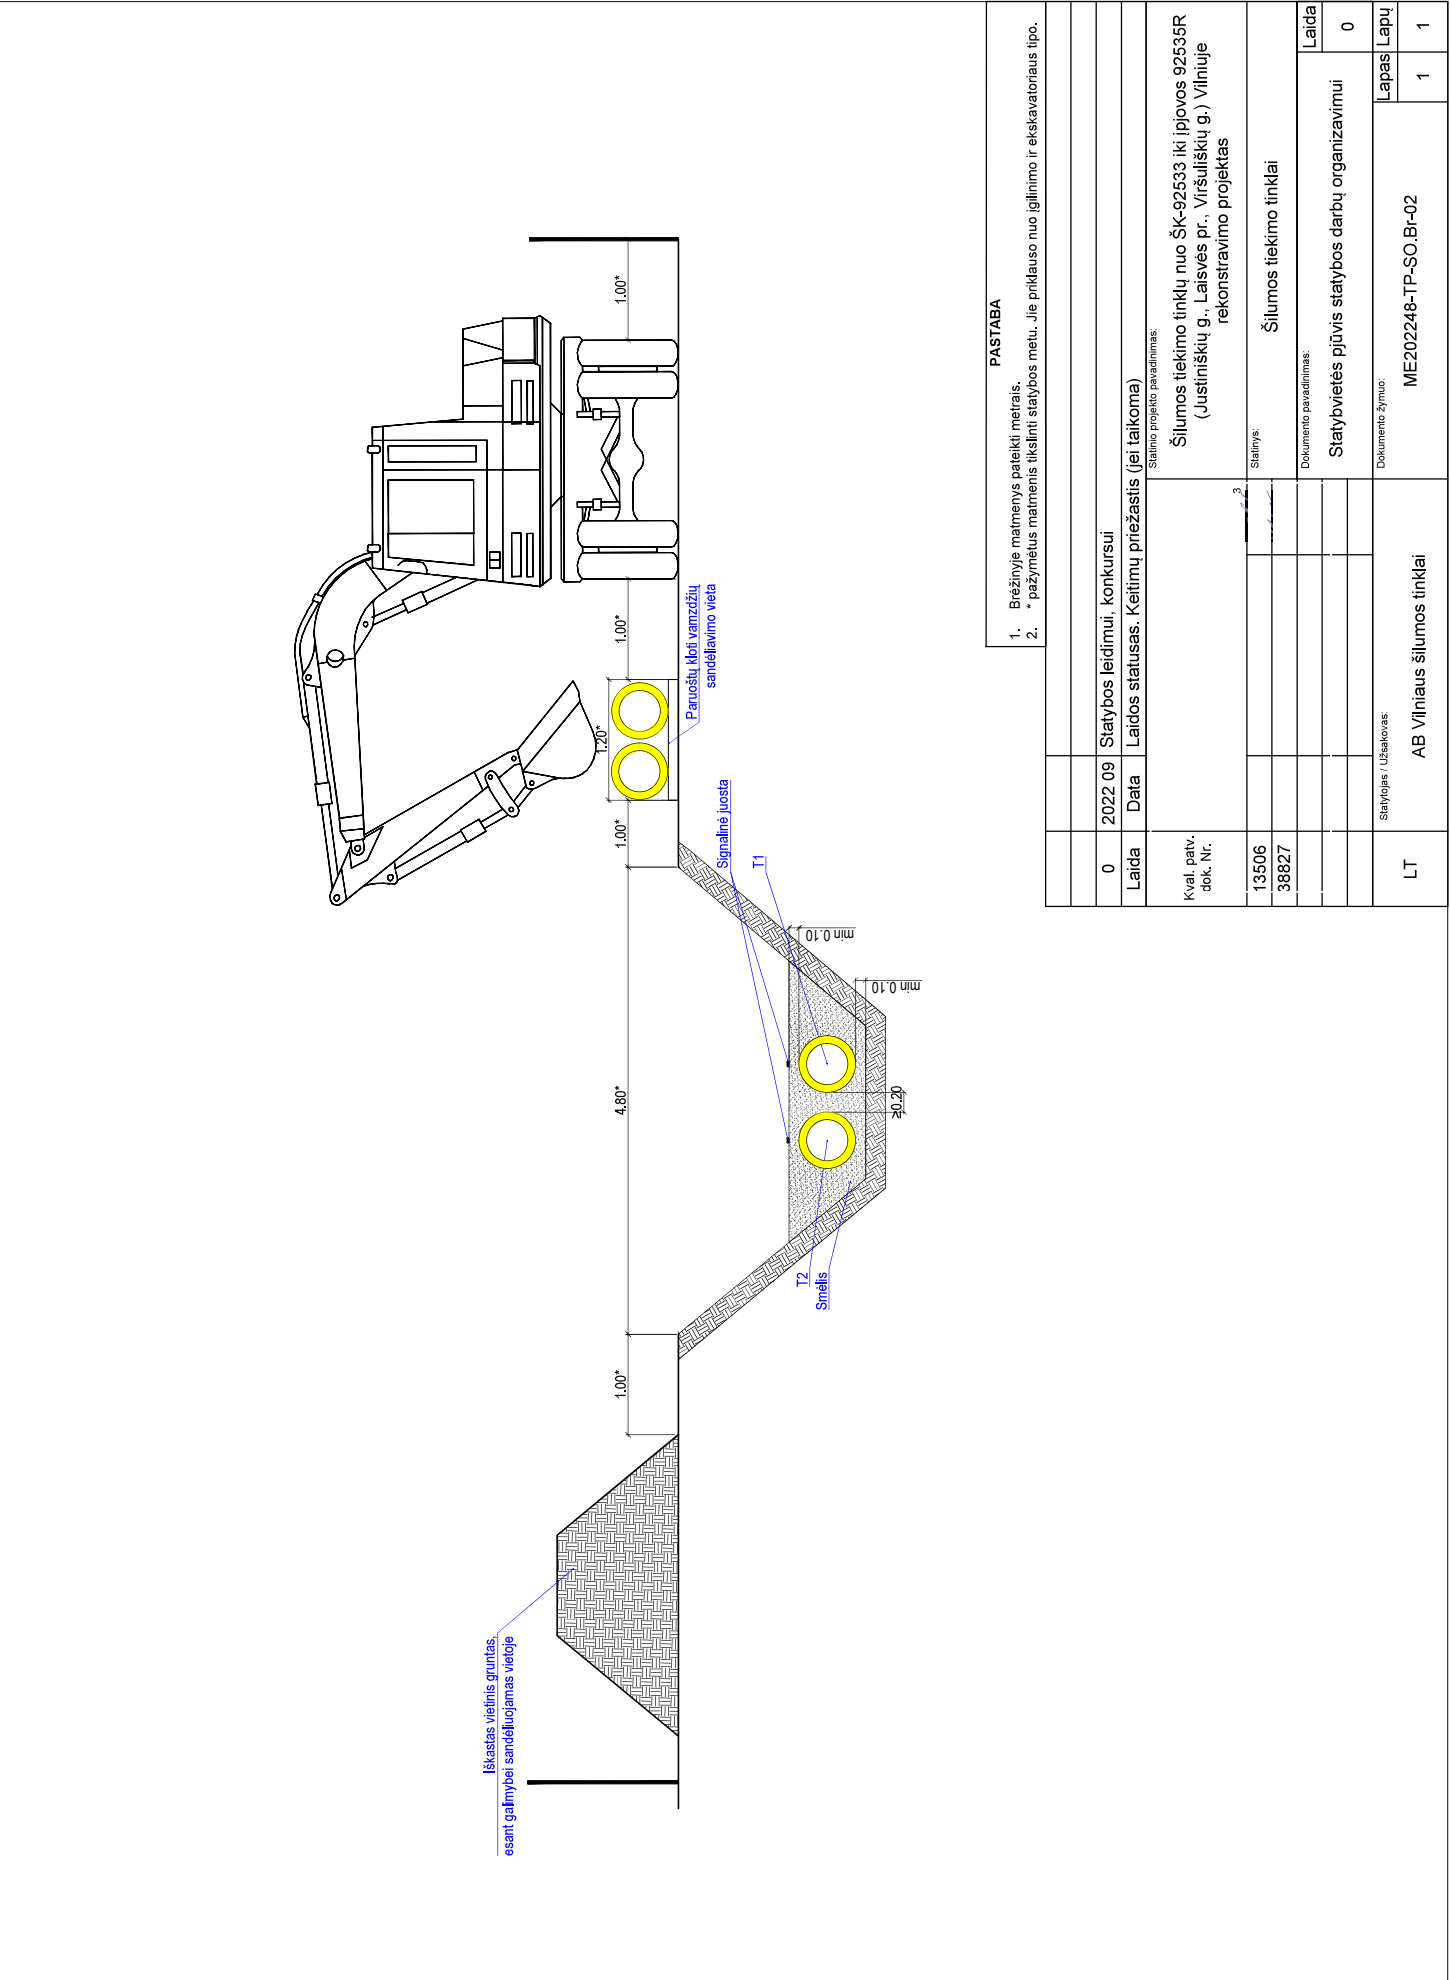 Iškastas vietinis gruntas,
esant galimybei sandėliuojamas vietoje
1.00*
4.80*
1.00*
1.20*
1.00*
1.00*
Paruoštų kloti vamzdžių
sandėliavimo vieta
Signalinė juosta
T1
T2
Smėlis
min 0.10
min 0.10
≥0.20
PASTABA
1. Brėžinyje matmenys pateikti metrais.
2. * pažymėtus matmenis tikslinti statybos metu. Jie priklauso nuo įgilinimo ir ekskavatoriaus tipo.
0 2022 09 Statybos leidimui, konkursui
Laida Data Laidos statusas. Keitimų priežastis (jei taikoma)
Kval. patv.
dok. Nr.
Statinio projekto pavadinimas:
Šilumos tiekimo tinklų nuo ŠK-92533 iki įpjovos 92535R
(Justiniškių g., Laisvės pr., Viršuliškių g.) Vilniuje
rekonstravimo projektas
13506
38827
3
Statinys:
Šilumos tiekimo tinklai
Dokumento pavadinimas:
Statybvietės pjūvis statybos darbų organizavimui
Laida
0
LT
Statytojas / Užsakovas:
AB Vilniaus šilumos tinklai
Dokumento žymuo:
ME202248-TP-SO.Br-02
Lapas Lapų
1 1